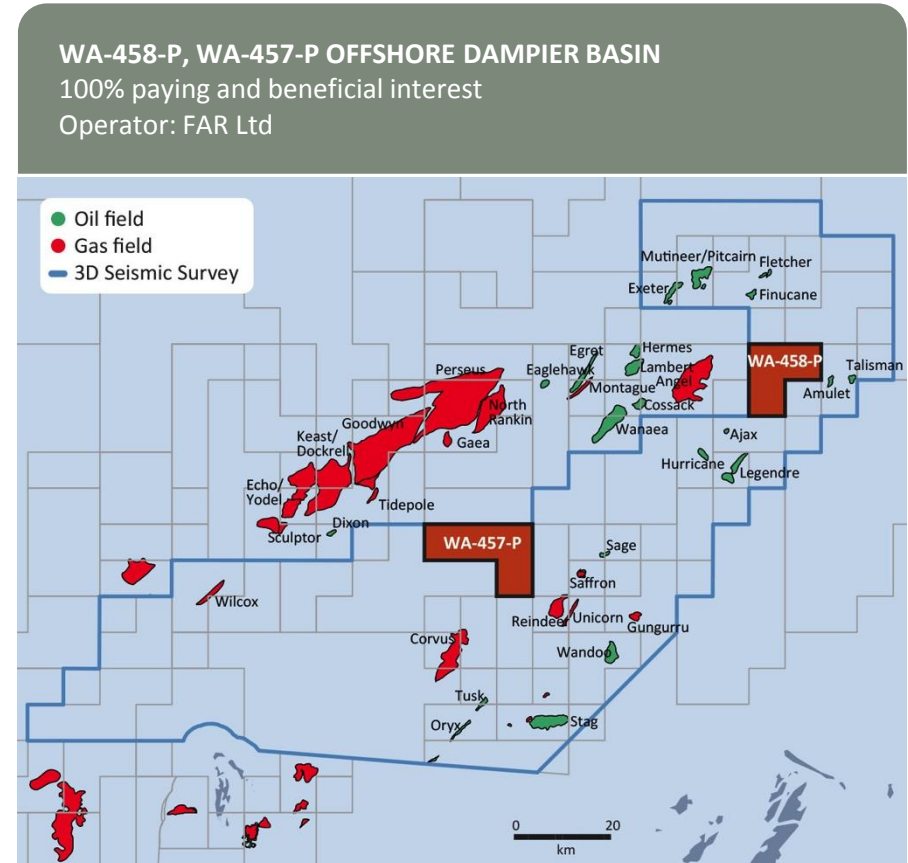 WA-458-P, WA-457-P OFFSHORE DAMPIER BASIN
100% paying and beneficial interest
Operator: FAR Ltd
Oil field
Gas field
3D Seismic Survey
Mutineer/Pitcairn
Fletcher
Exeter
Finucane
Egret
Hermes
Perseus
Eaglehawk
Lambert
WA-458-P
Talisman
Montague
Angel
Amulet
North
Rankin
Cossack
Goodwyn
Gaea
Wanaea
Ajax
Keast/
Dockrell
Hurricane
Legendre
Echo/
Yodel
Tidepole
Dixon
Sculptor
WA-457-P
Sage
Saffron
Wilcox
Reindeer
Unicorn
Gungurru
Corvus
Wandoo
Tusk
Oryx
Stag
0 20
km